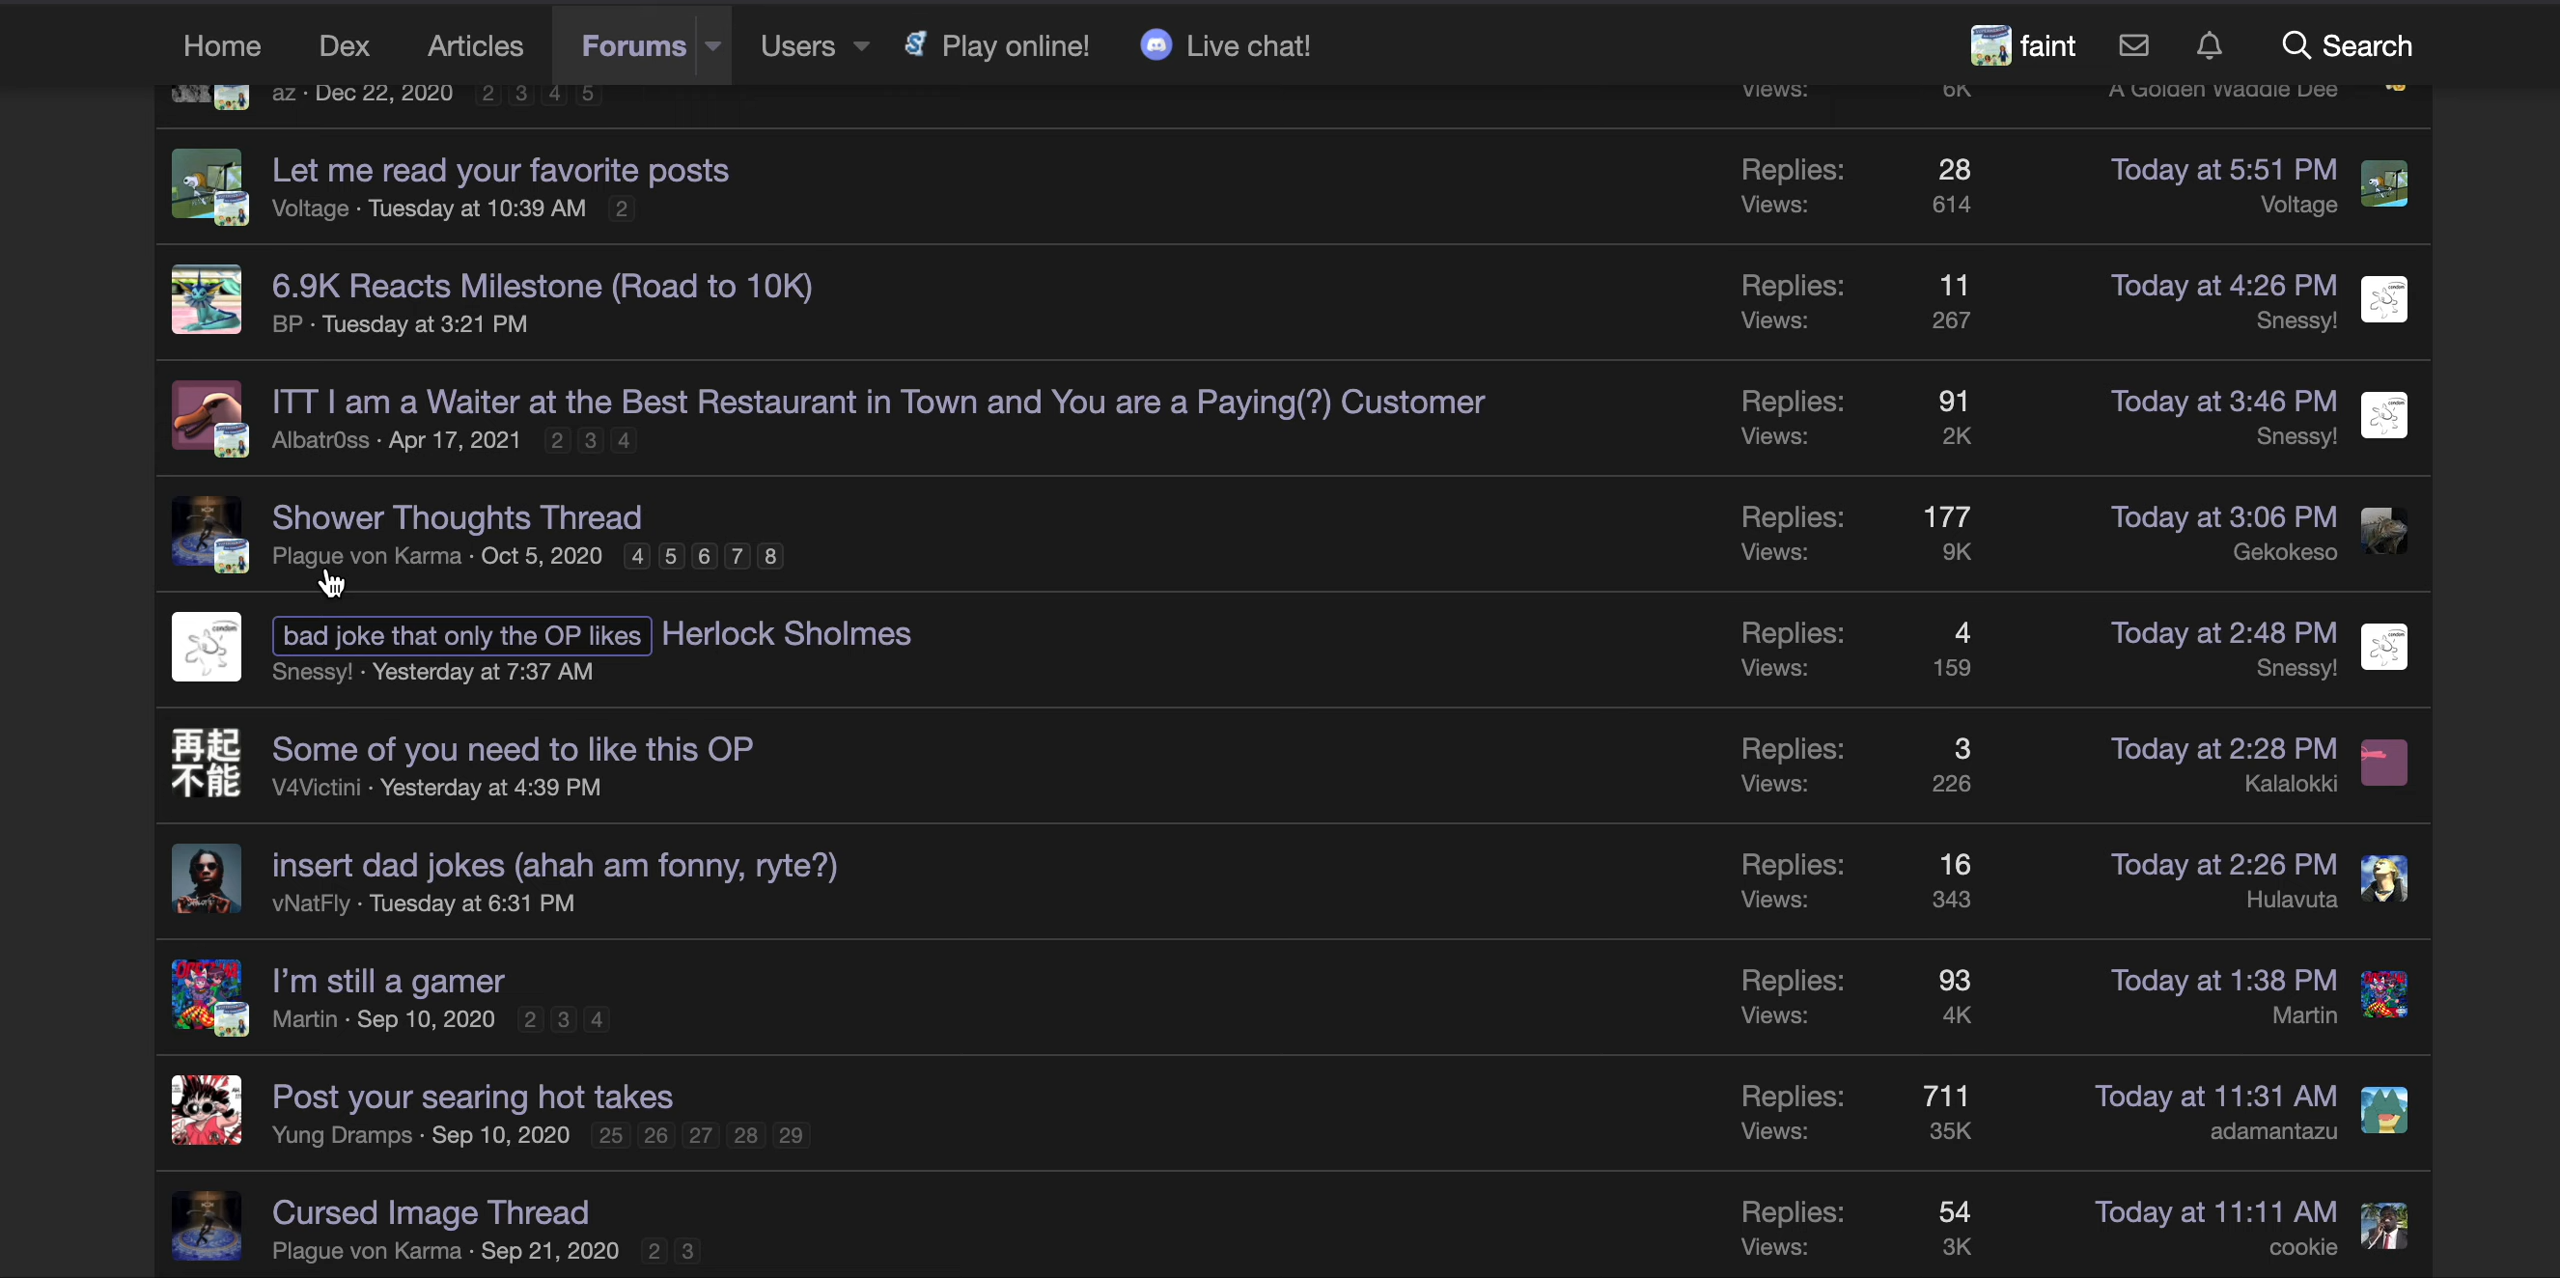 Home Dex Articles Forums Users Play online! Live chat! faint Search
az · Dec 22, 2020 2 3 4 5 Views: 6K A Golden Waddle Dee
Let me read your favorite posts Replies: 28 Today at 5:51 PM
Voltage · Tuesday at 10:39 AM 2 Views: 614 Voltage
6.9K Reacts Milestone (Road to 10K) Replies: 11 Today at 4:26 PM
BP · Tuesday at 3:21 PM Views: 267 Snessy!
ITT I am a Waiter at the Best Restaurant in Town and You are a Paying(?) Customer Replies: 91 Today at 3:46 PM
Albatr0ss · Apr 17, 2021 2 3 4 Views: 2K Snessy!
Shower Thoughts Thread Replies: 177 Today at 3:06 PM
Plague von Karma · Oct 5, 2020 4 5 6 7 8 Views: 9K Gekokeso
bad joke that only the OP likes Herlock Sholmes Replies: 4 Today at 2:48 PM
Snessy! · Yesterday at 7:37 AM Views: 159 Snessy!
再起
不能
Some of you need to like this OP Replies: 3 Today at 2:28 PM
V4Victini · Yesterday at 4:39 PM Views: 226 Kalalokki
insert dad jokes (ahah am fonny, ryte?) Replies: 16 Today at 2:26 PM
vNatFly · Tuesday at 6:31 PM Views: 343 Hulavuta
I'm still a gamer Replies: 93 Today at 1:38 PM
Martin · Sep 10, 2020 2 3 4 Views: 4K Martin
Post your searing hot takes Replies: 711 Today at 11:31 AM
Yung Dramps · Sep 10, 2020 25 26 27 28 29 Views: 35K adamantazu
Cursed Image Thread Replies: 54 Today at 11:11 AM
Plague von Karma · Sep 21, 2020 2 3 Views: 3K cookie